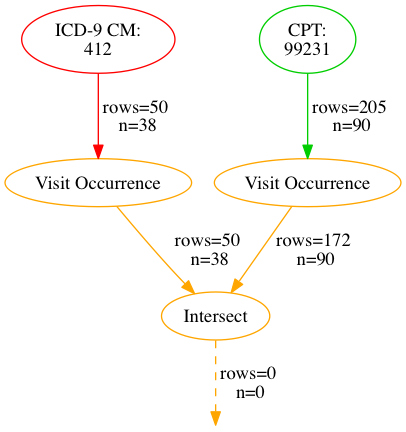 ICD-9 CM:
412
CPT:
99231
rows=50
n=38
rows=205
n=90
Visit Occurrence
Visit Occurrence
rows=50
n=38
rows=172
n=90
Intersect
rows=0
n=0